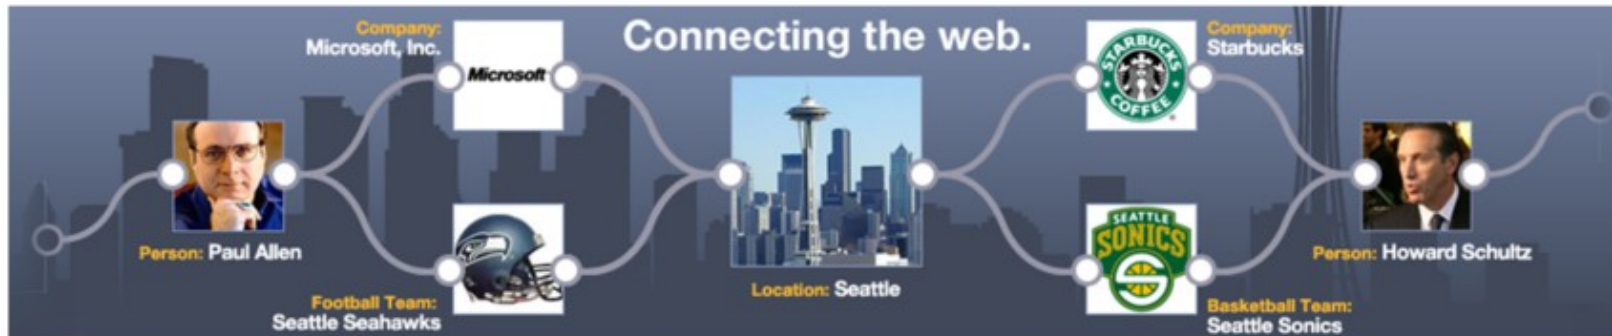 Connecting the web.
Company:
Microsoft, Inc.
Microsoft
Person: Paul Allen
Football Team:
Seattle Seahawks
Location: Seattle
Company:
Starbucks
STARBUCKS
COFFEE
SEATTLE
SONICS
Basketball Team:
Seattle Sonics
Person: Howard Schultz